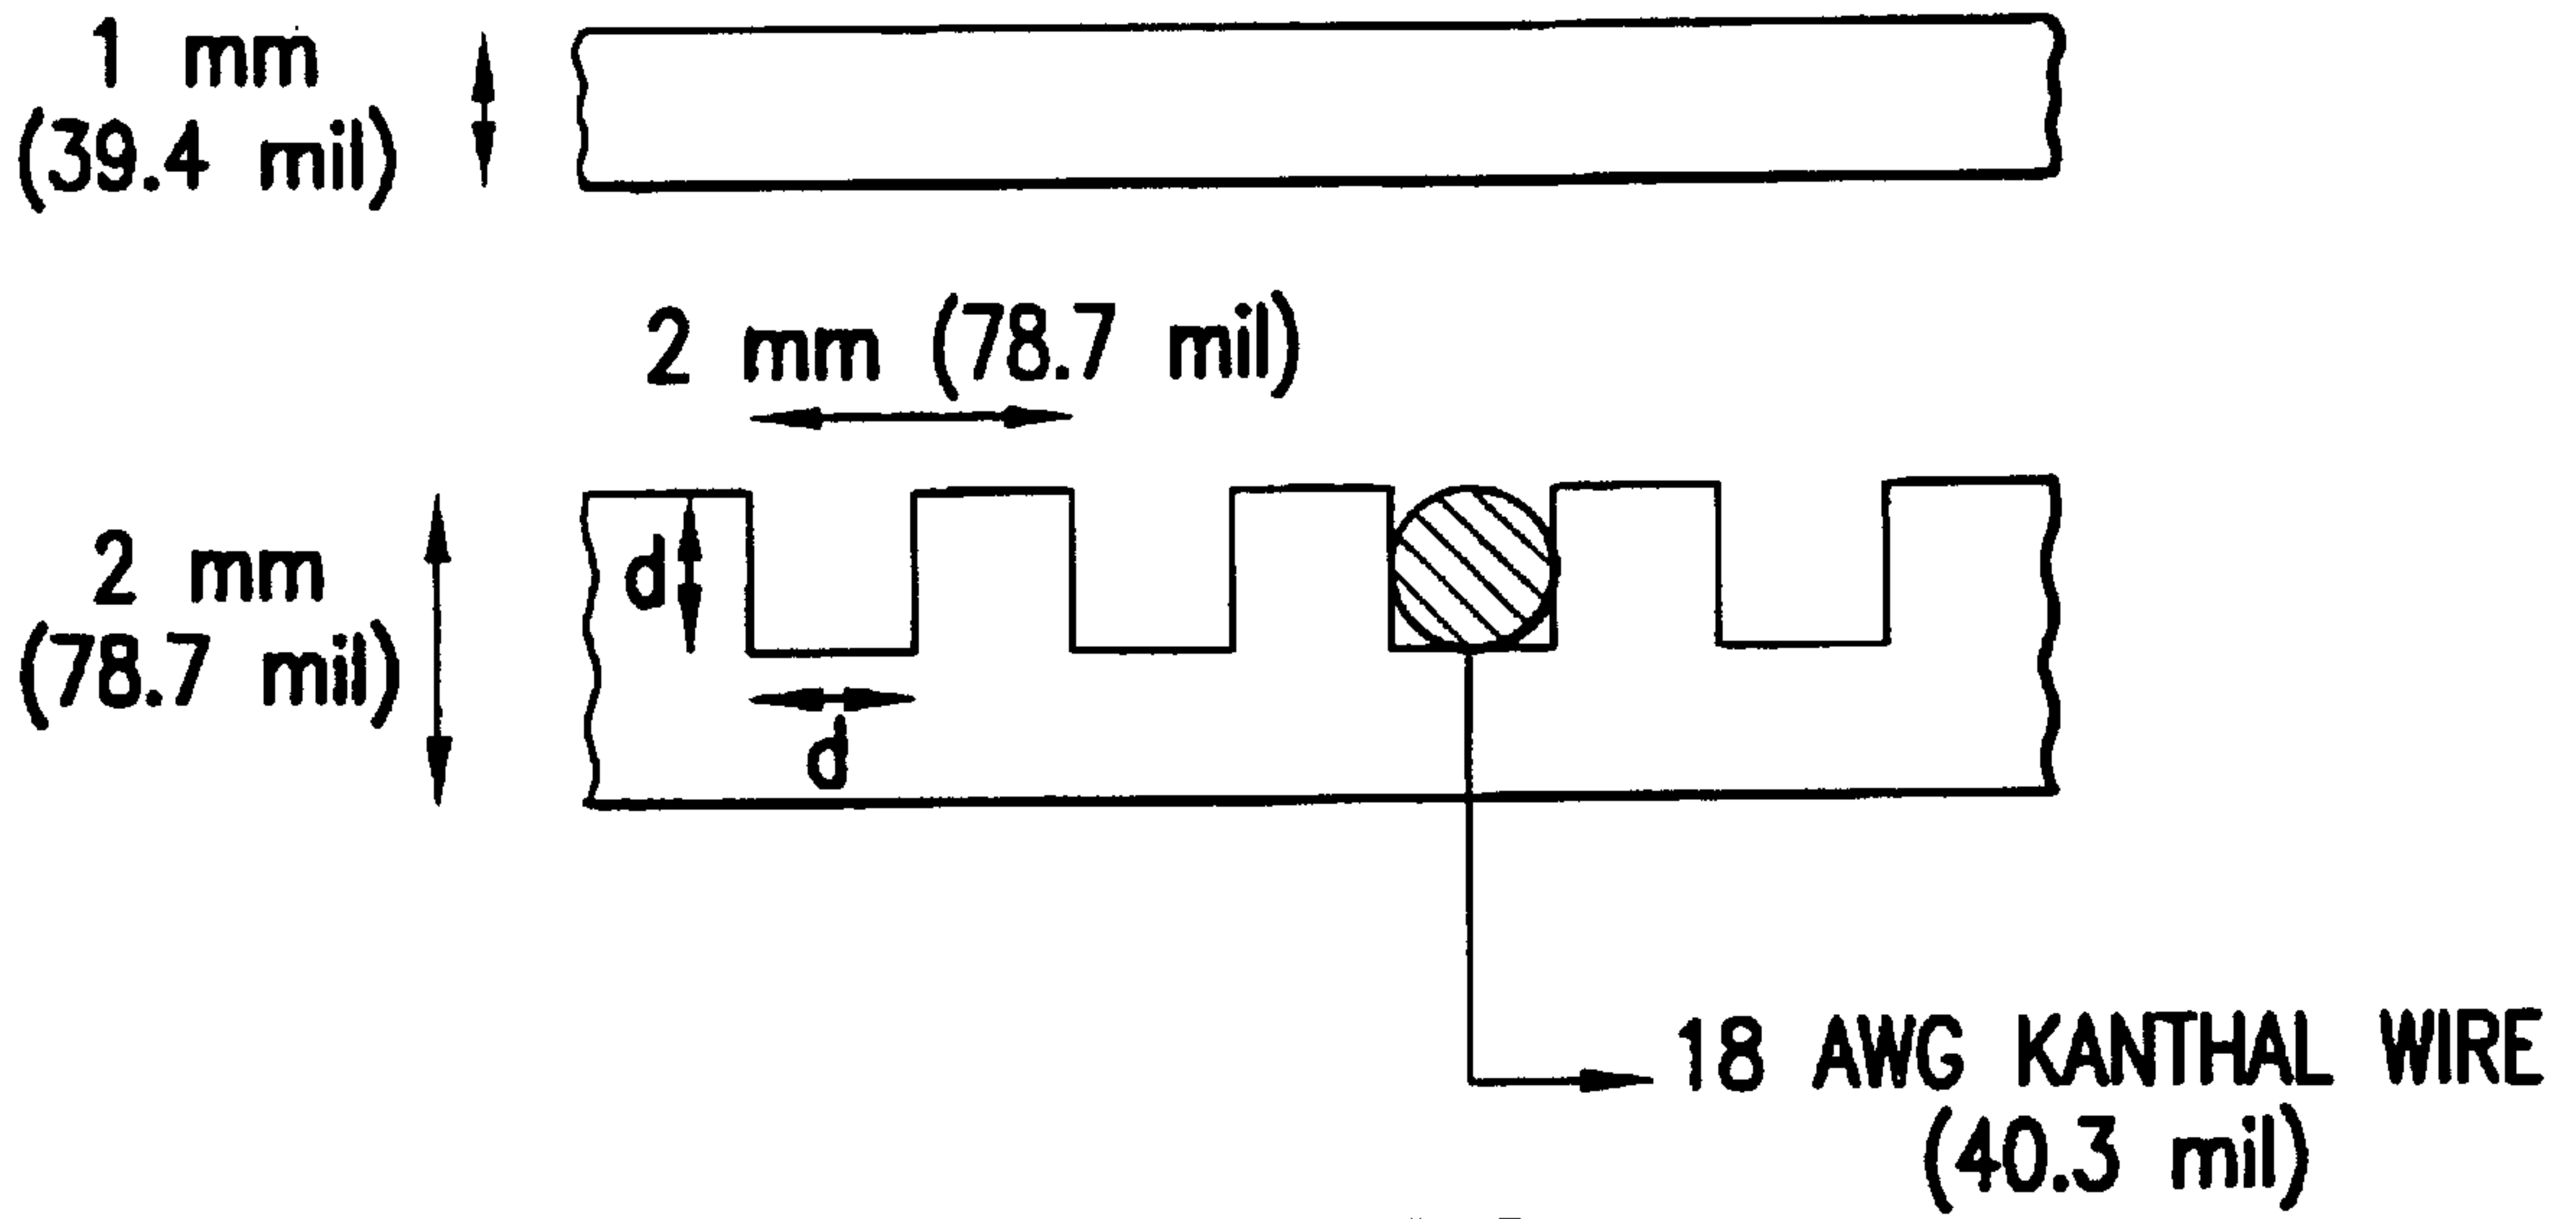 1 mm
(39.4 mil)
2 mm (78.7 mil)
d
2 mm
(78.7 mil)
d
18 AWG KANTHAL WIRE
(40.3 mil)